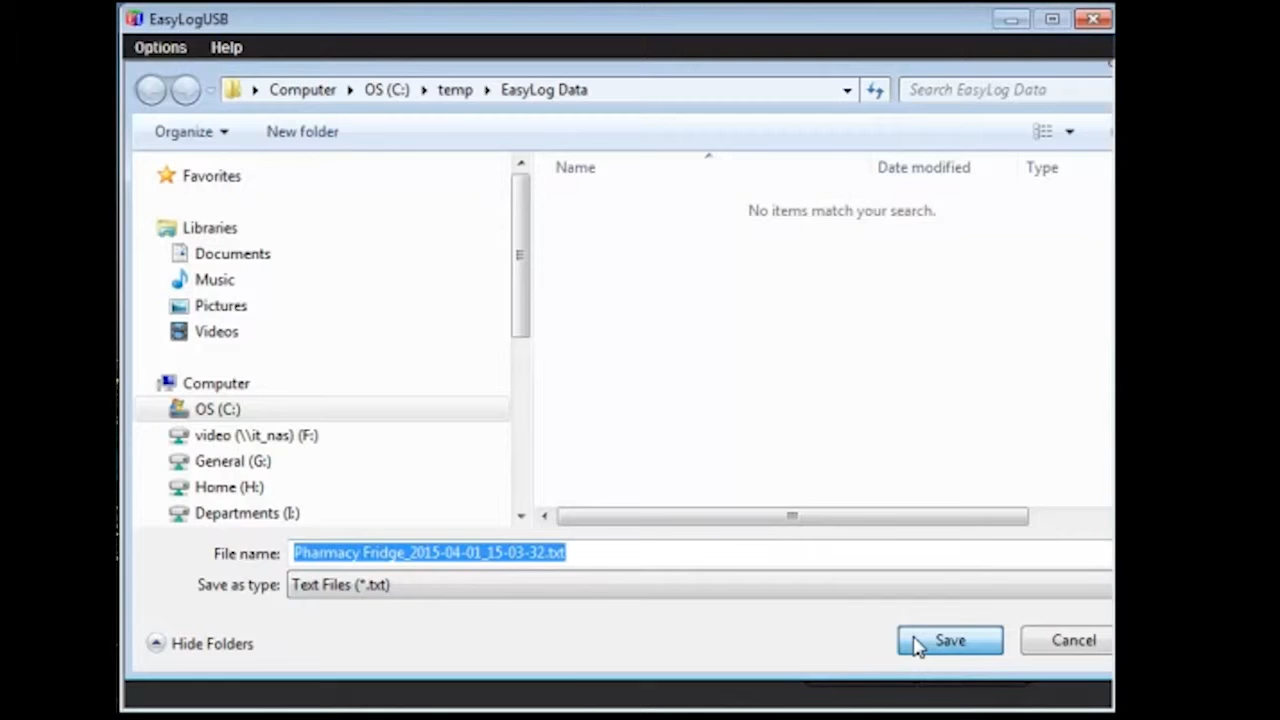 EasyLogUSB
Options Help
Computer OS (C:) temp EasyLog Data Search EasyLog Data
Organize New folder
Name Date modified Type
Favorites
No items match your search.
Libraries
Documents
Music
Pictures
Videos
Computer
OS (C:)
video (\\it_nas) (F:)
General (G:)
Home (H:)
Departments (I:)
File name: Pharmacy Fridge_2015-04-01_15-03-32.txt
Save as type: Text Files (*.txt)
Hide Folders Save Cancel